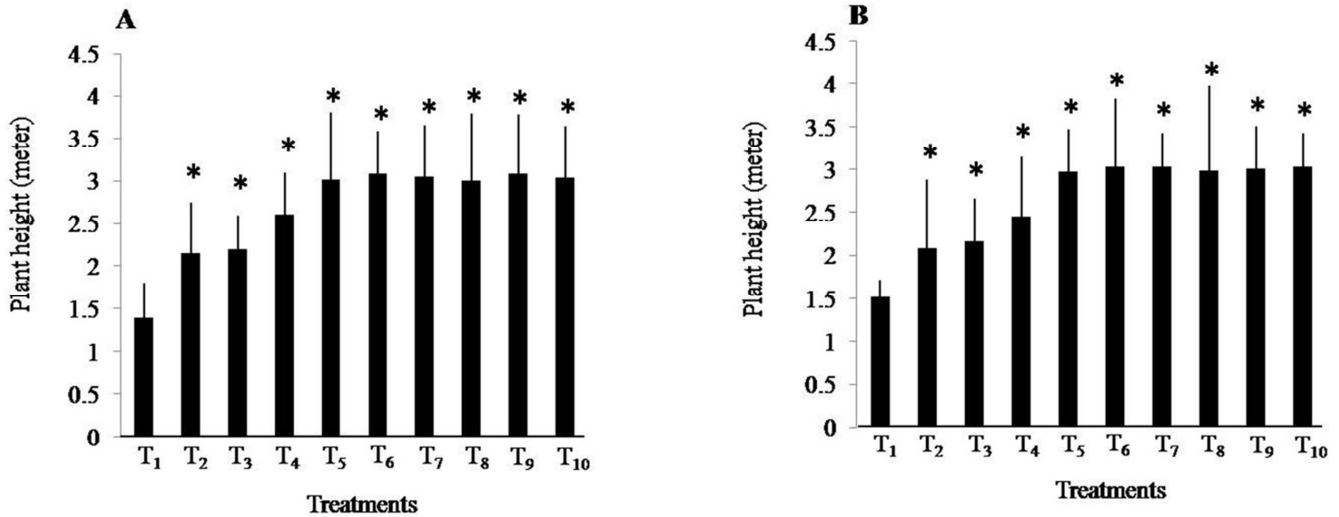 A
4.5
4
3.5
3
2.5
2
1.5
1
0.5
0
Plant height (meter)
* * * * * * * * *
T1 T2 T3 T4 T5 T6 T7 T8 T9 T10
Treatments
B
4.5
4
3.5
3
2.5
2
1.5
1
0.5
0
Plant height (meter)
* * * * * * * * *
T1 T2 T3 T4 T5 T6 T7 T8 T9 T10
Treatments